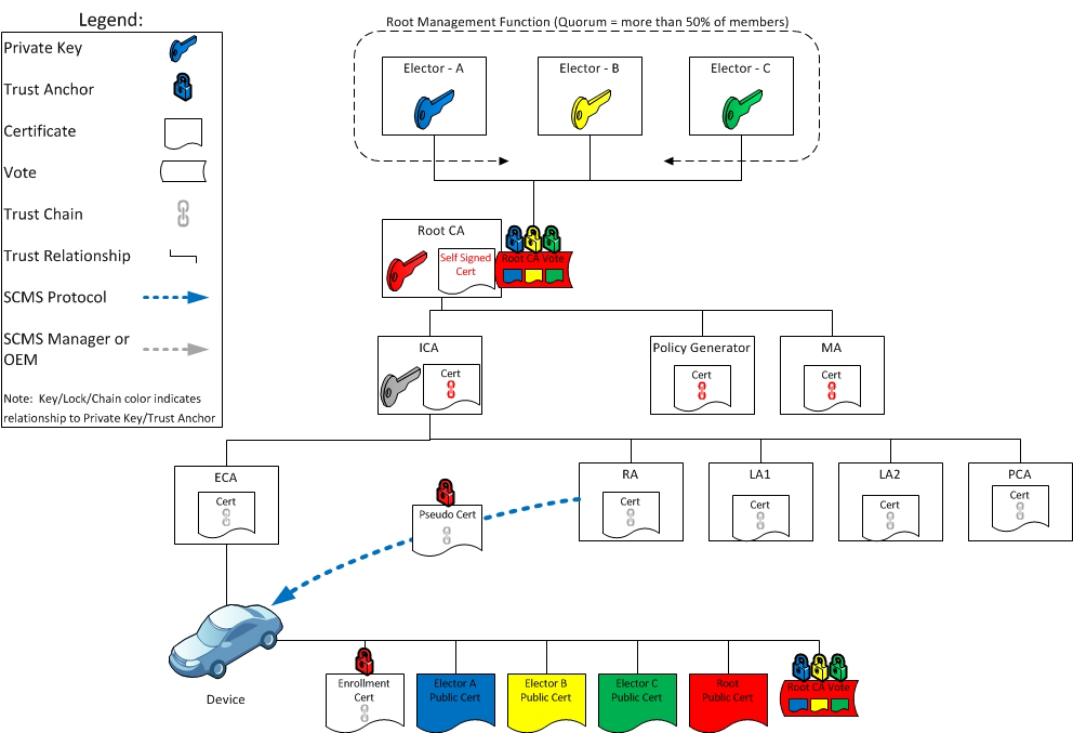 Legend:
Private Key
Trust Anchor
Certificate
Vote
Trust Chain
Trust Relationship
SCMS Protocol
SCMS Manager or
OEM
Note:  Key/Lock/Chain color indicates
relationship to Private Key/Trust Anchor
Root Management Function (Quorum = more than 50% of members)
Elector - A
Elector - B
Elector - C
Root CA
Self Signed
Cert
Root CA Vote
ICA
Cert
Policy Generator
Cert
MA
Cert
ECA
Cert
Pseudo Cert
RA
Cert
LA1
Cert
LA2
Cert
PCA
Cert
Device
Enrollment
Cert
Elector A
Public Cert
Elector B
Public Cert
Elector C
Public Cert
Root
Public Cert
Root CA Vote